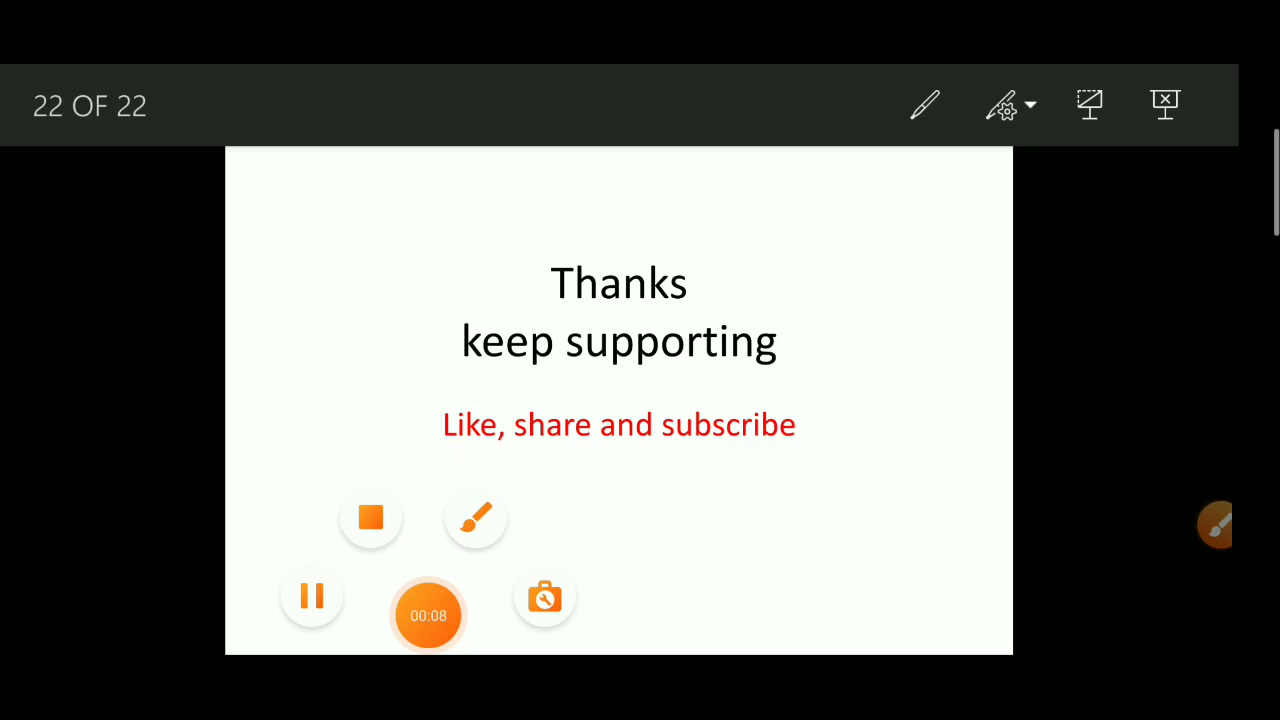 22 OF 22
Thanks
keep supporting
Like, share and subscribe
00:08